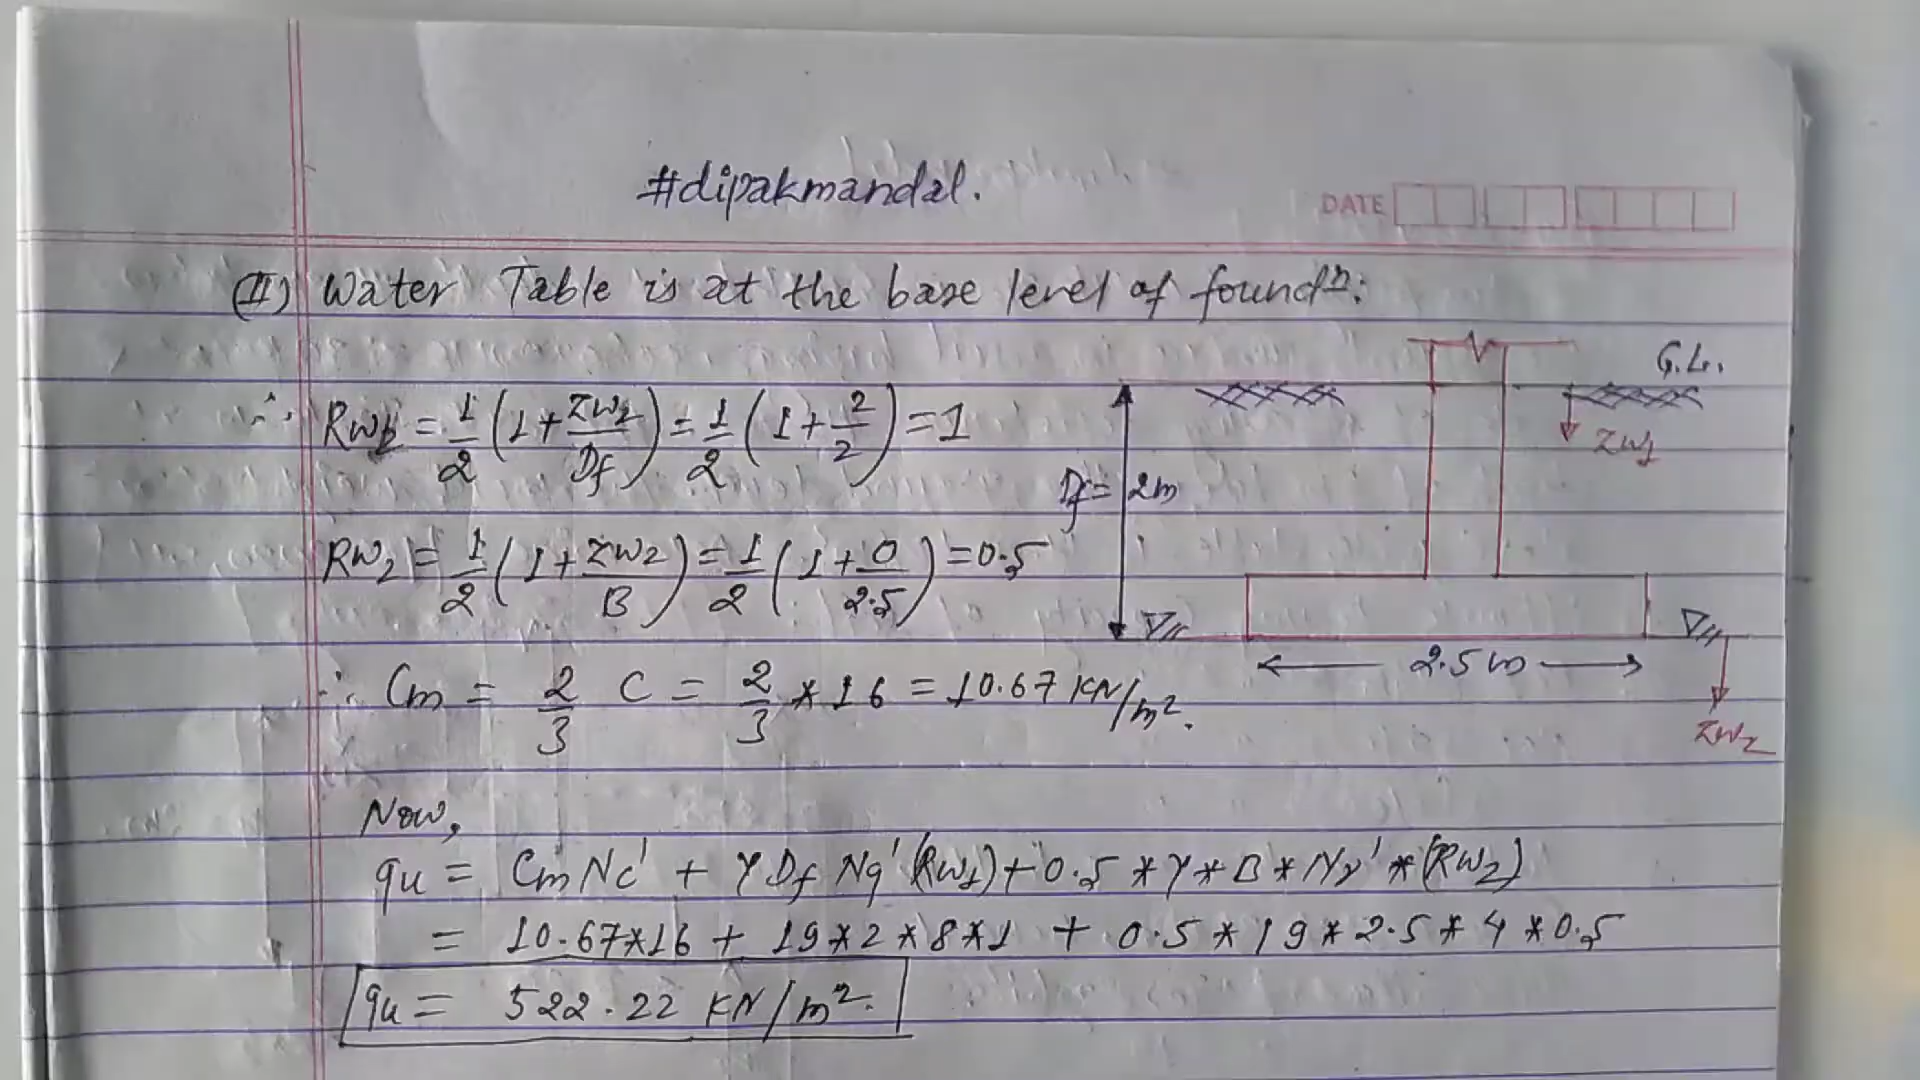 #dipakmandal.
DATE
(II) Water Table is at the base level of foundⁿ:
∴ Rw1 = 1/2 (1 + Zw1/Df) = 1/2 (1 + 2/2) = 1
Rw2 = 1/2 (1 + Zw2/B) = 1/2 (1 + 0/2.5) = 0.5
∴ Cm = 2/3 C = 2/3 * 16 = 10.67 KN/m².
G.L.
Zw1
Df = 2m
2.5m
Zw2
Now,
qu = Cm Nc' + γ Df Nq' (Rw1) + 0.5 * γ * B * Nγ' * (Rw2)
= 10.67*16 + 19*2*8*1 + 0.5*19*2.5*4*0.5
qu = 522.22 KN/m².